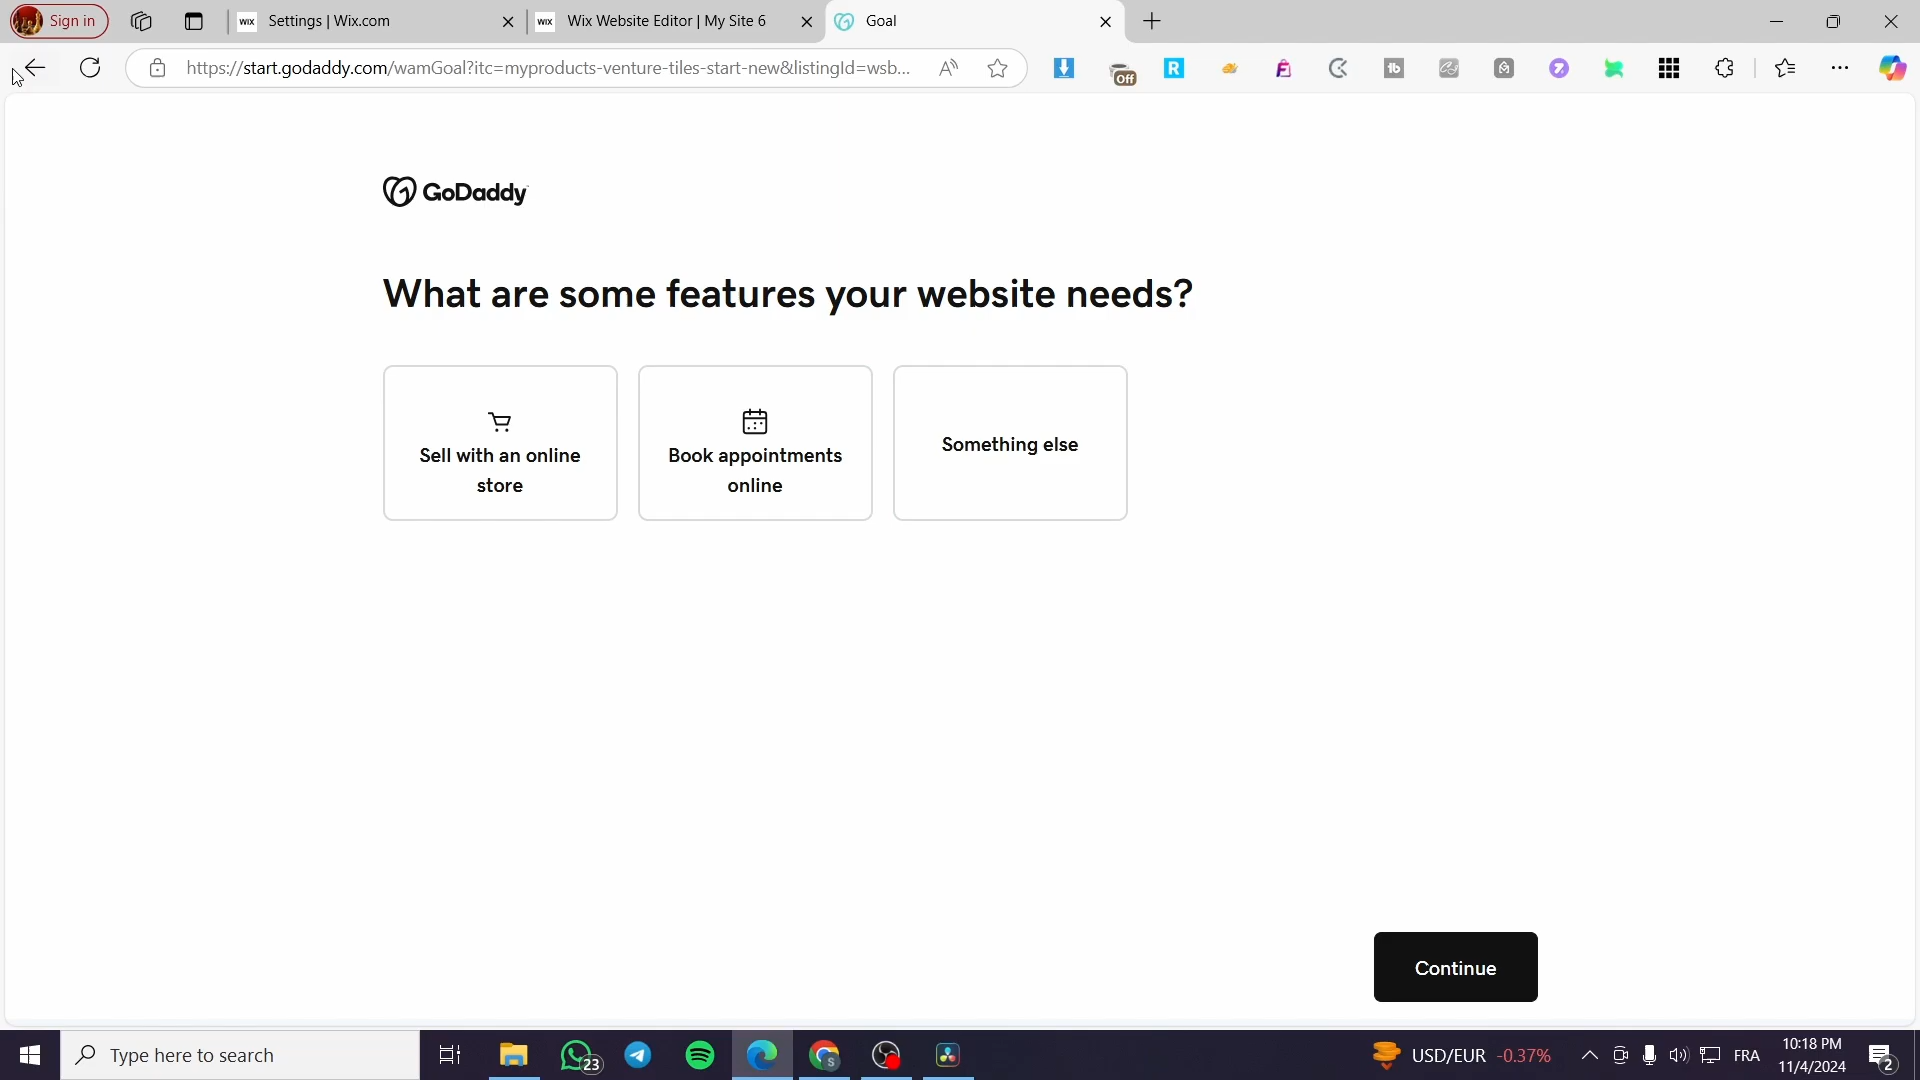 Sign in
WIX Settings | Wix.com
WIX Wix Website Editor | My Site 6
Goal
https://start.godaddy.com/wamGoal?itc=myproducts-venture-tiles-start-new&listingId=wsb...
Off
R
GoDaddy
What are some features your website needs?
Sell with an online
store
Book appointments
online
Something else
Continue
Type here to search
23
S
USD/EUR -0.37%
FRA
10:18 PM
11/4/2024
2